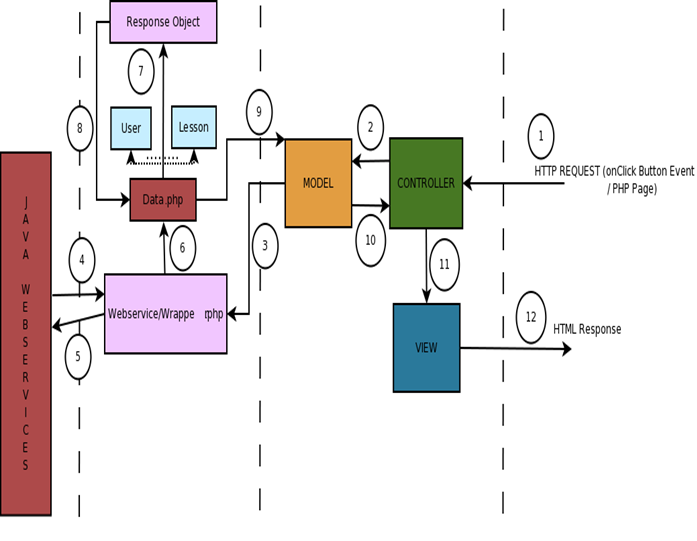 Response Object
7
8
User
Lesson
9
2
1
HTTP REQUEST (onClick Button Event
/ PHP Page)
MODEL
CONTROLLER
Data.php
J
A
V
A
W
E
B
S
E
R
V
I
C
E
S
6
3
10
4
11
Webservice/Wrappe rphp
12
HTML Response
5
VIEW